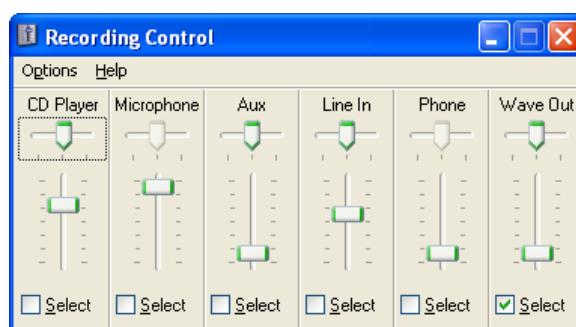 Recording Control
Options Help
CD Player Microphone Aux Line In Phone Wave Out
Select Select Select Select Select Select